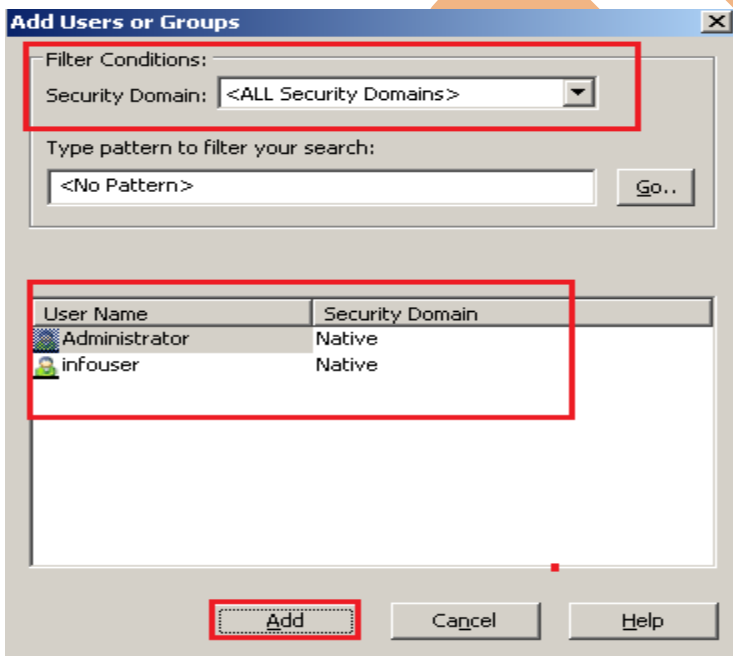 Add Users or Groups
Filter Conditions:
Security Domain: <ALL Security Domains>
Type pattern to filter your search:
<No Pattern> Go..
User Name Security Domain
Administrator Native
infouser Native
Add Cancel Help